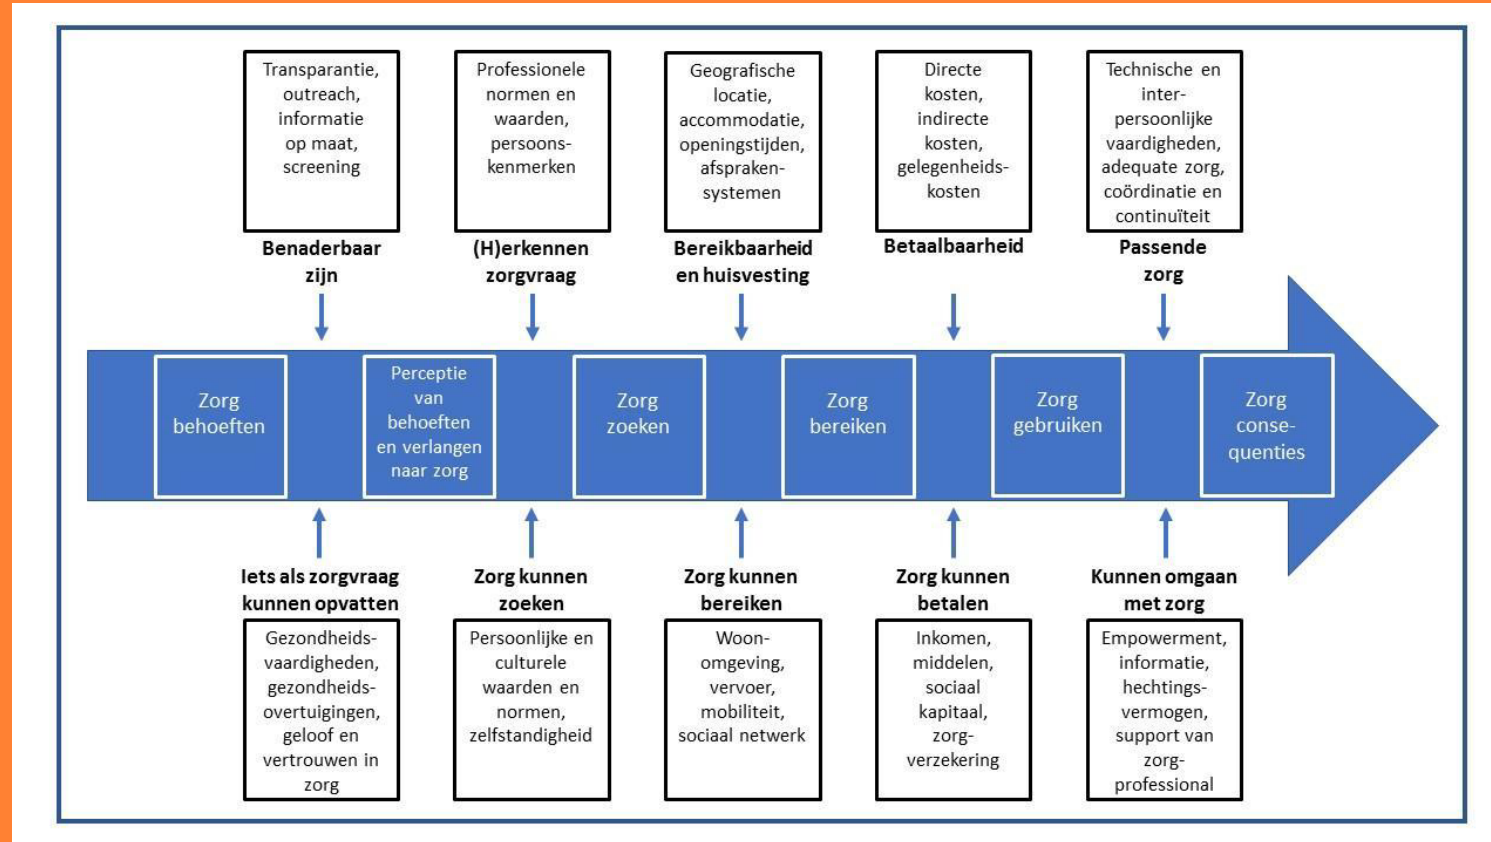 Transparantie,
outreach,
informatie
op maat,
screening
Benaderbaar
zijn
Professionele
normen en
waarden,
persoons-
kenmerken
(H)erkennen
zorgvraag
Geografische
locatie,
accommodatie,
openingstijden,
afspraken-
systemen
Bereikbaarheid
en huisvesting
Directe
kosten,
indirecte
kosten,
gelegenheids-
kosten
Betaalbaarheid
Technische en
inter-
persoonlijke
vaardigheden,
adequate zorg,
coördinatie en
continuïteit
Passende
zorg
Zorg
behoeften
Perceptie
van
behoeften
en verlangen
naar zorg
Zorg
zoeken
Zorg
bereiken
Zorg
gebruiken
Zorg
conse-
quenties
Iets als zorgvraag
kunnen opvatten
Gezondheids-
vaardigheden,
gezondheids-
overtuigingen,
geloof en
vertrouwen in
zorg
Zorg kunnen
zoeken
Persoonlijke en
culturele
waarden en
normen,
zelfstandigheid
Zorg kunnen
bereiken
Woon-
omgeving,
vervoer,
mobiliteit,
sociaal netwerk
Zorg kunnen
betalen
Inkomen,
middelen,
sociaal
kapitaal,
zorg-
verzekering
Kunnen omgaan
met zorg
Empowerment,
informatie,
hechtings-
vermogen,
support van
zorg-
professional